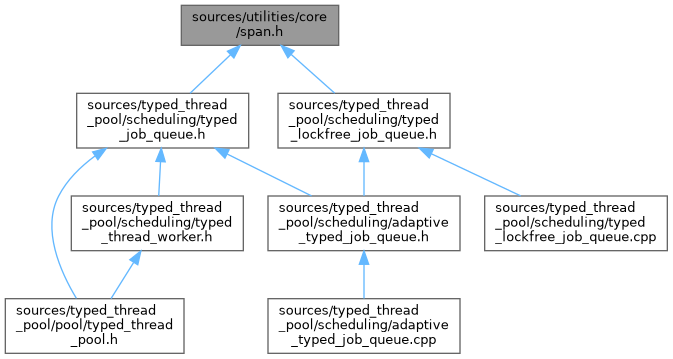 sources/utilities/core
/span.h
sources/typed_thread
_pool/scheduling/typed
_job_queue.h
sources/typed_thread
_pool/scheduling/typed
_lockfree_job_queue.h
sources/typed_thread
_pool/scheduling/typed
_thread_worker.h
sources/typed_thread
_pool/scheduling/adaptive
_typed_job_queue.h
sources/typed_thread
_pool/scheduling/typed
_lockfree_job_queue.cpp
sources/typed_thread
_pool/pool/typed_thread
_pool.h
sources/typed_thread
_pool/scheduling/adaptive
_typed_job_queue.cpp